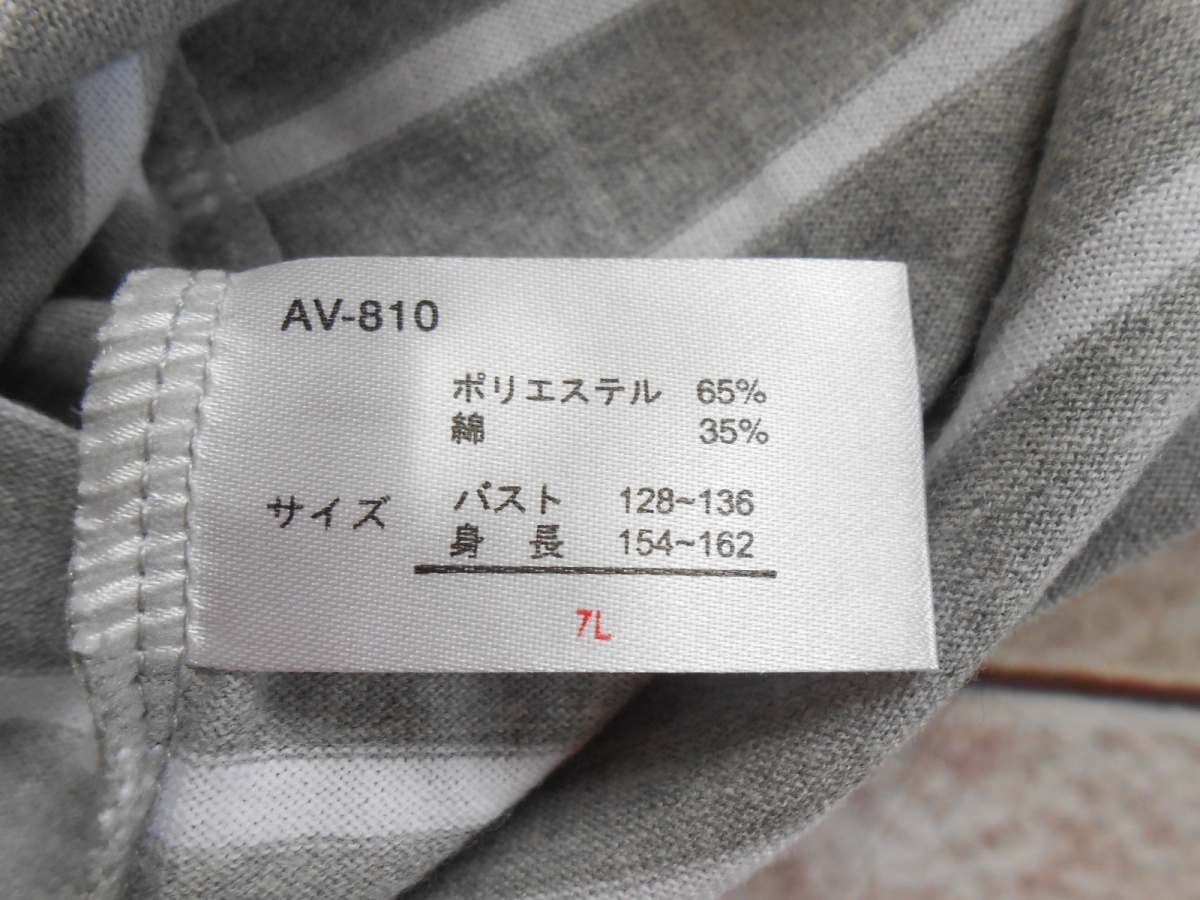 AV-810
ポリエステル 65%
綿 35%
サイズ バスト 128~136
身 長 154~162
7L